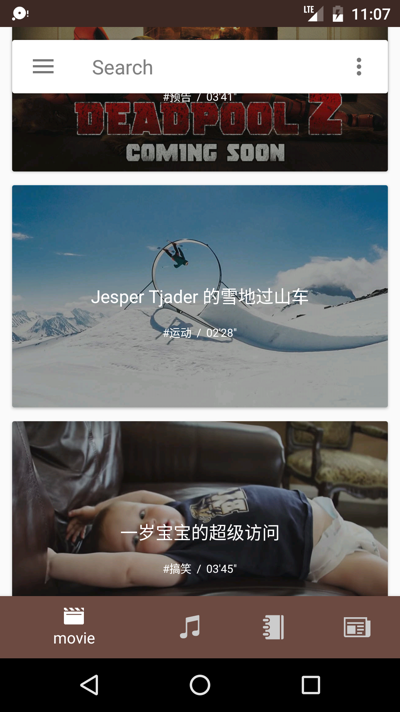 LTE
11:07
Search
#预告 / 03'41"
DEADPOOL 2
COMING SOON
Jesper Tjader 的雪地过山车
#运动 / 02'28"
一岁宝宝的超级访问
#搞笑 / 03'45"
movie